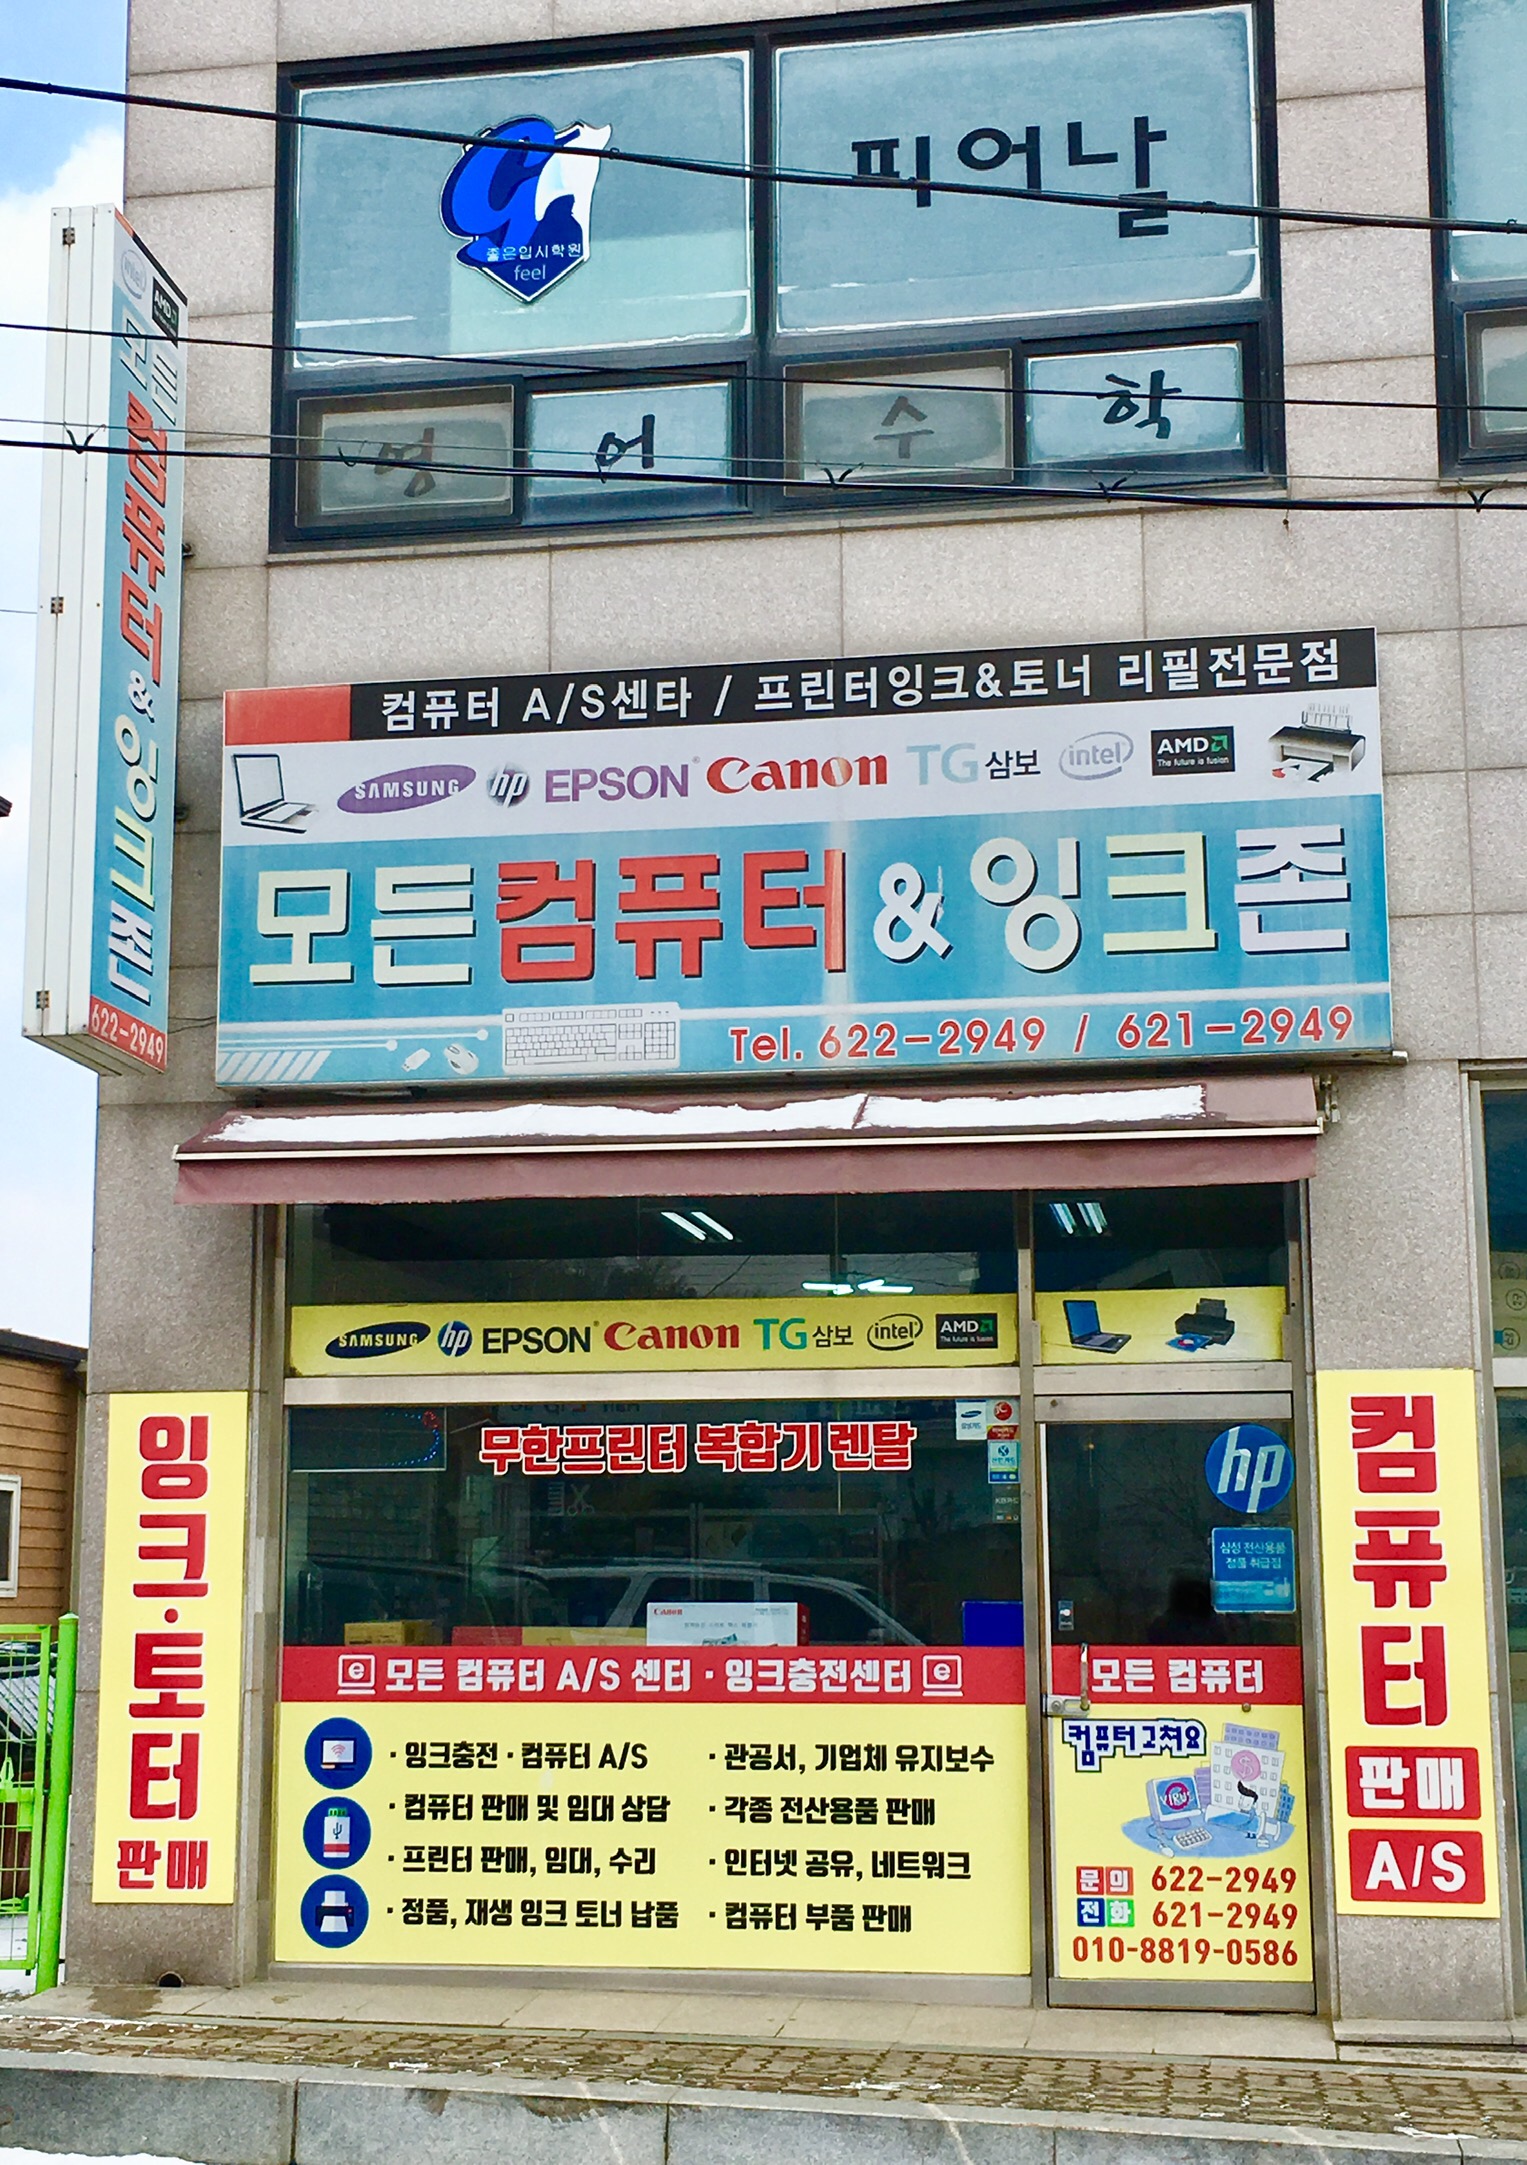 좋은입시학원
feel
피어날
영어수학
intel AMD
모든컴퓨터&잉크존
622-2949
컴퓨터 A/S센타 / 프린터잉크&토너 리필전문점
SAMSUNG hp EPSON Canon TG삼보 intel AMD
The future is fusion
모든컴퓨터&잉크존
Tel. 622-2949 / 621-2949
SAMSUNG hp EPSON Canon TG삼보 intel AMD
The future is fusion
무한프린터 복합기 렌탈
hp
삼성 전산용품
정품 취급점
Canon
잉크·토터
판매
컴퓨터
판매
A/S
e 모든 컴퓨터 A/S 센터 · 잉크충전센터 e
· 잉크충전 · 컴퓨터 A/S
· 컴퓨터 판매 및 임대 상담
· 프린터 판매, 임대, 수리
· 정품, 재생 잉크 토너 납품
· 관공서, 기업체 유지보수
· 각종 전산용품 판매
· 인터넷 공유, 네트워크
· 컴퓨터 부품 판매
모든 컴퓨터
컴퓨터고쳐요
VIRUS
문의 622-2949
전화 621-2949
010-8819-0586